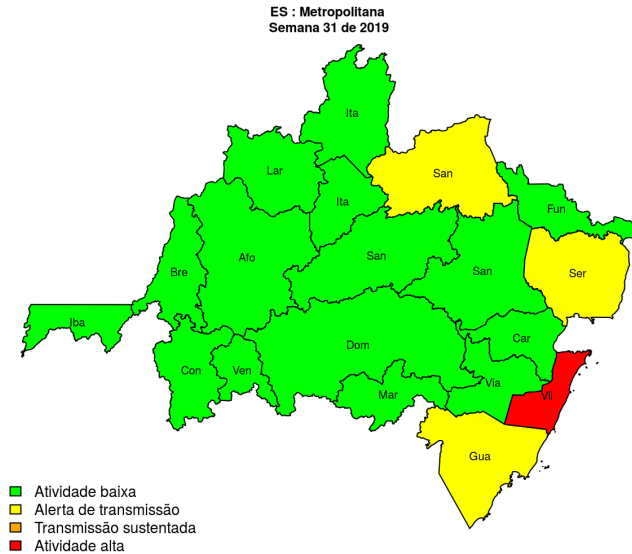 ES : Metropolitana
Semana 31 de 2019
Ita
Lar
San
Ita
Fun
Afo
San
San
Bre
Ser
Iba
Car
Dom
Con
Ven
Via
Mar
Vil
Gua
Atividade baixa
Alerta de transmissão
Transmissão sustentada
Atividade alta